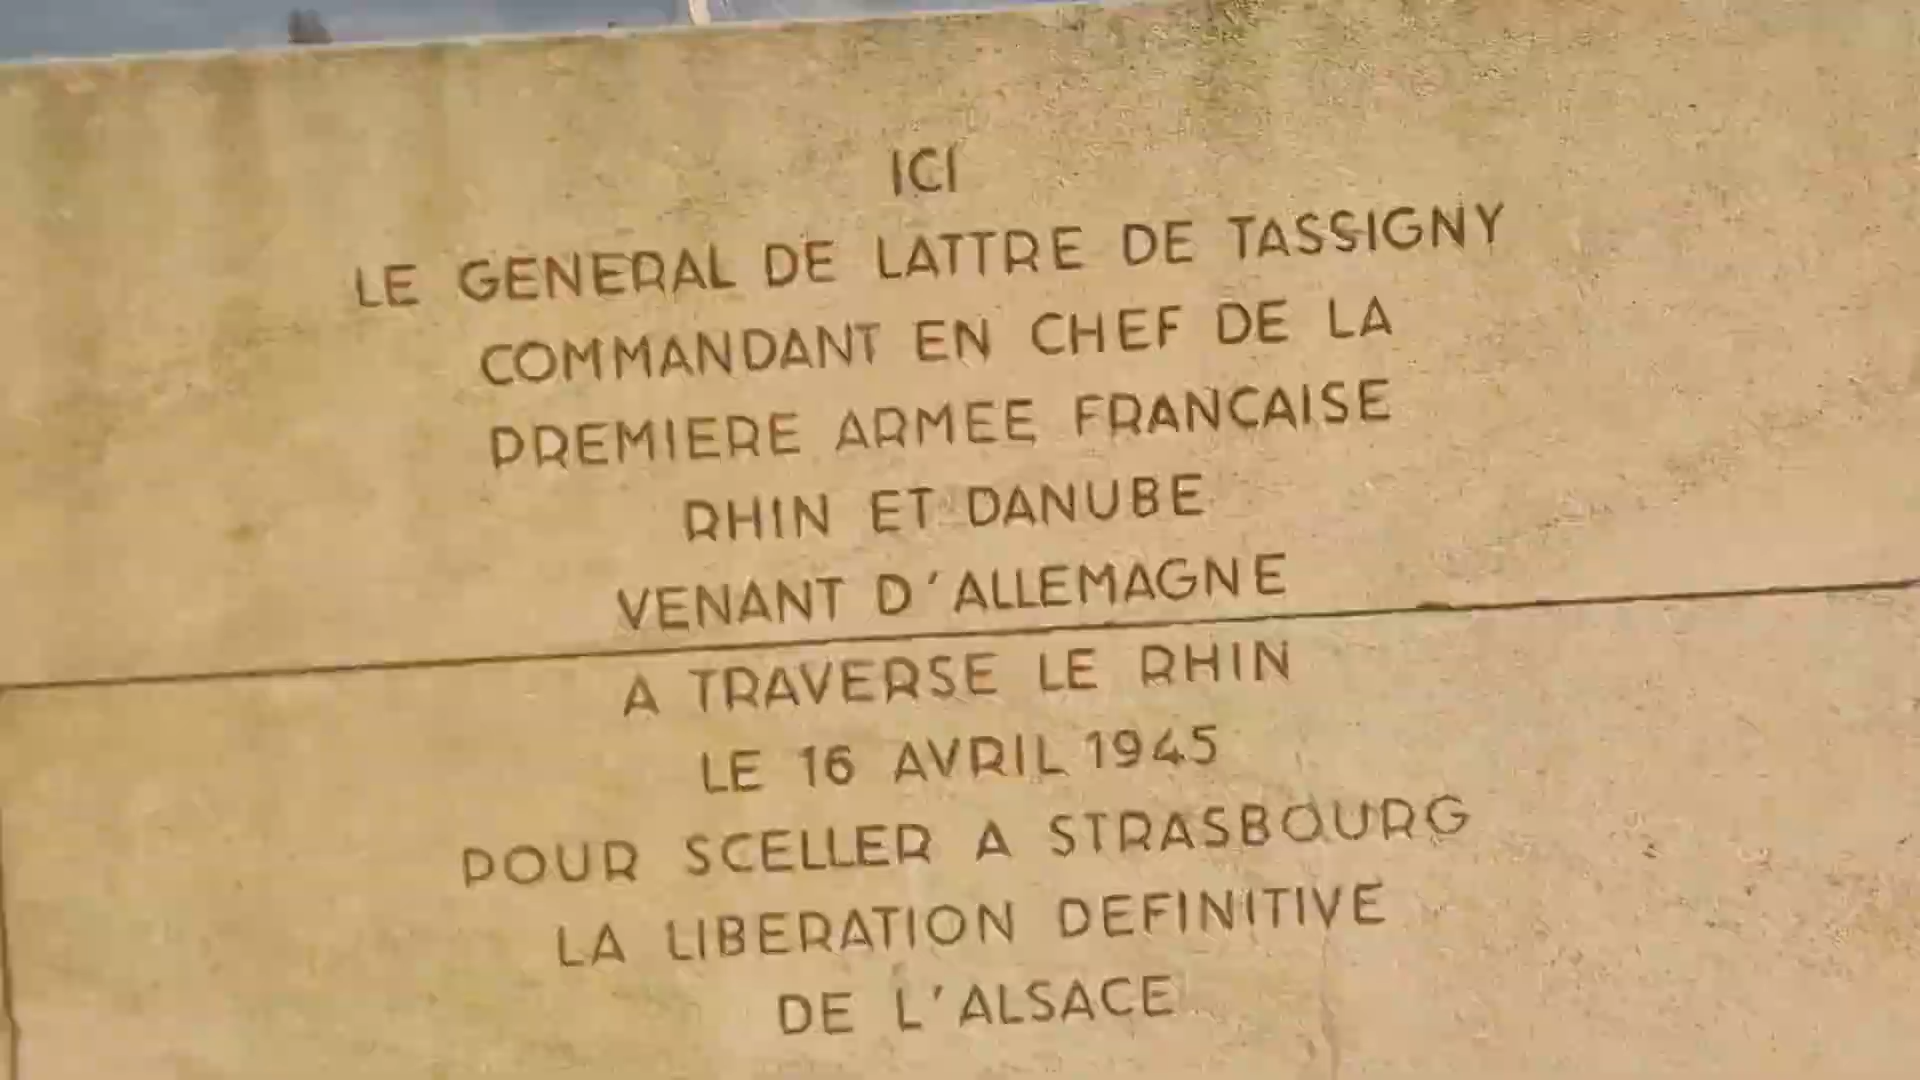 ICI
LE GENERAL DE LATTRE DE TASSIGNY
COMMANDANT EN CHEF DE LA
PREMIERE ARMEE FRANCAISE
RHIN ET DANUBE
VENANT D'ALLEMAGNE
A TRAVERSE LE RHIN
LE 16 AVRIL 1945
POUR SCELLER A STRASBOURG
LA LIBERATION DEFINITIVE
DE L'ALSACE